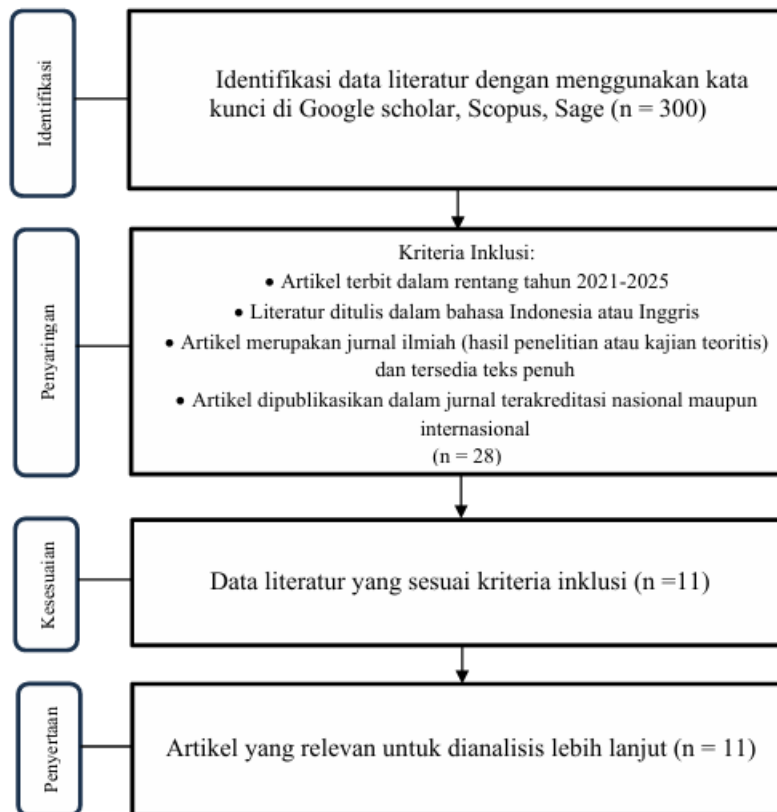 Identifikasi
Identifikasi data literatur dengan menggunakan kata
kunci di Google scholar, Scopus, Sage (n = 300)
Penyaringan
Kriteria Inklusi:
• Artikel terbit dalam rentang tahun 2021-2025
• Literatur ditulis dalam bahasa Indonesia atau Inggris
• Artikel merupakan jurnal ilmiah (hasil penelitian atau kajian teoritis)
dan tersedia teks penuh
• Artikel dipublikasikan dalam jurnal terakreditasi nasional maupun
internasional
(n = 28)
Kesesuaian
Data literatur yang sesuai kriteria inklusi (n =11)
Penyertaan
Artikel yang relevan untuk dianalisis lebih lanjut (n = 11)